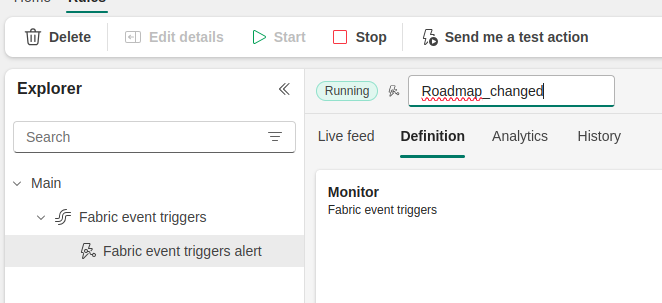 Home Rules
Delete Edit details Start Stop Send me a test action
Explorer
Running Roadmap_changed
Search
Live feed Definition Analytics History
Main
Monitor
Fabric event triggers
Fabric event triggers
Fabric event triggers alert